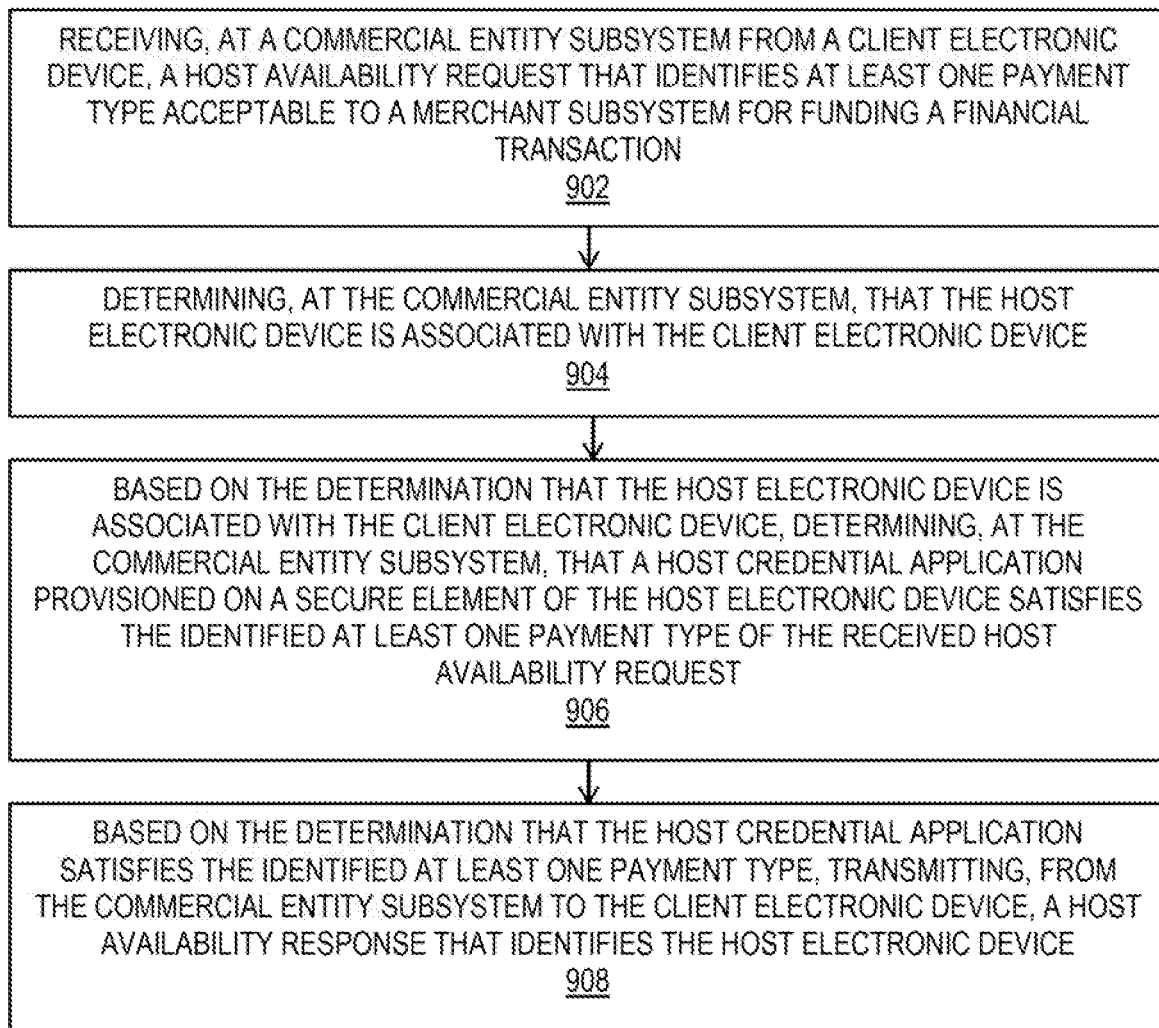 RECEIVING, AT A COMMERCIAL ENTITY SUBSYSTEM FROM A CLIENT ELECTRONIC
DEVICE, A HOST AVAILABILITY REQUEST THAT IDENTIFIES AT LEAST ONE PAYMENT
TYPE ACCEPTABLE TO A MERCHANT SUBSYSTEM FOR FUNDING A FINANCIAL
TRANSACTION
902
DETERMINING, AT THE COMMERCIAL ENTITY SUBSYSTEM, THAT THE HOST
ELECTRONIC DEVICE IS ASSOCIATED WITH THE CLIENT ELECTRONIC DEVICE
904
BASED ON THE DETERMINATION THAT THE HOST ELECTRONIC DEVICE IS
ASSOCIATED WITH THE CLIENT ELECTRONIC DEVICE, DETERMINING, AT THE
COMMERCIAL ENTITY SUBSYSTEM, THAT A HOST CREDENTIAL APPLICATION
PROVISIONED ON A SECURE ELEMENT OF THE HOST ELECTRONIC DEVICE SATISFIES
THE IDENTIFIED AT LEAST ONE PAYMENT TYPE OF THE RECEIVED HOST
AVAILABILITY REQUEST
906
BASED ON THE DETERMINATION THAT THE HOST CREDENTIAL APPLICATION
SATISFIES THE IDENTIFIED AT LEAST ONE PAYMENT TYPE, TRANSMITTING, FROM
THE COMMERCIAL ENTITY SUBSYSTEM TO THE CLIENT ELECTRONIC DEVICE, A HOST
AVAILABILITY RESPONSE THAT IDENTIFIES THE HOST ELECTRONIC DEVICE
908